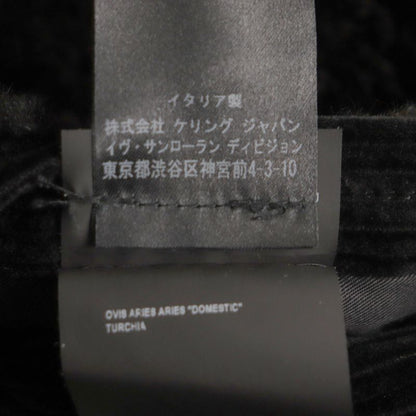 イタリア製
株式会社 ケリング ジャパン
イヴ・サンローラン ディビジョン
東京都渋谷区神宮前4-3-10
OVIS ARIES ARIES "DOMESTIC"
TURCHIA